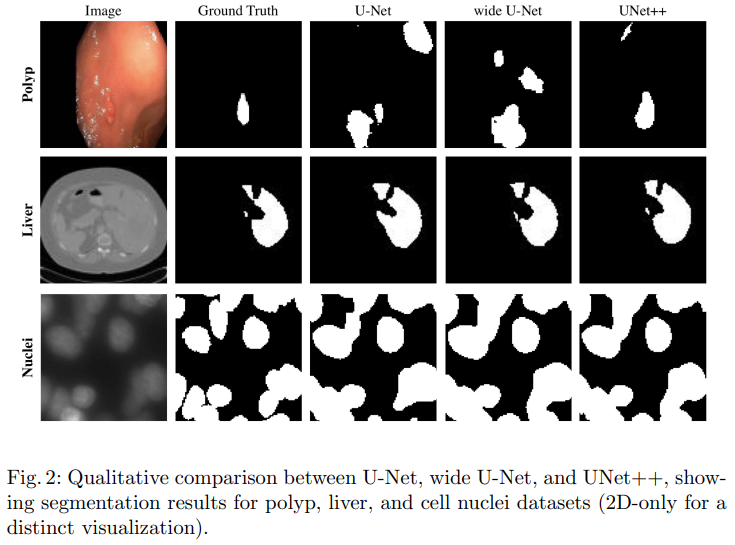 Image Ground Truth U-Net wide U-Net UNet++
Polyp
Liver
Nuclei
Fig. 2: Qualitative comparison between U-Net, wide U-Net, and UNet++, show-
ing segmentation results for polyp, liver, and cell nuclei datasets (2D-only for a
distinct visualization).